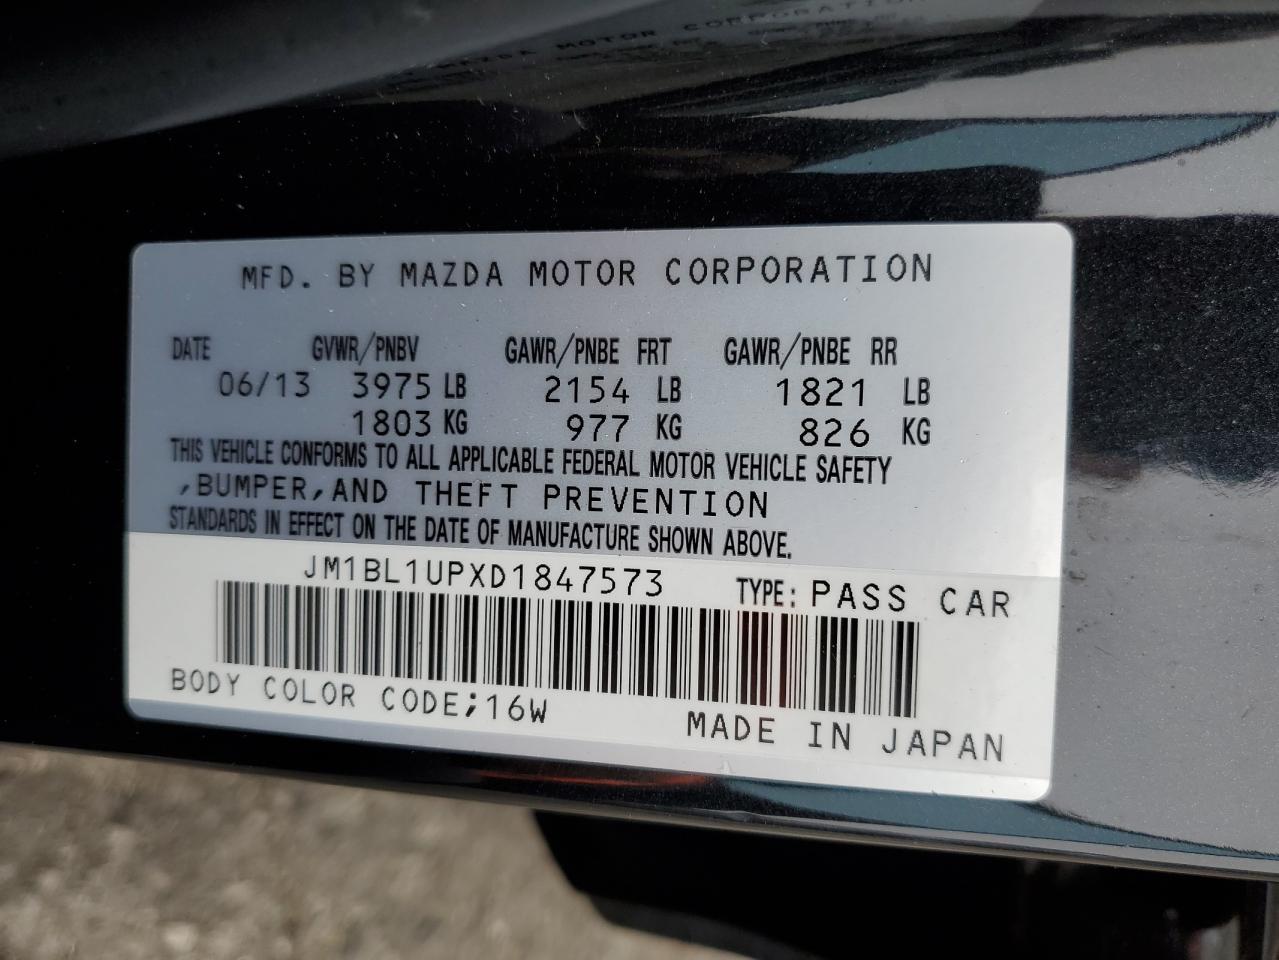 MFD. BY MAZDA MOTOR CORPORATION
DATE GVWR/PNBV GAWR/PNBE FRT GAWR/PNBE RR
06/13 3975 LB 2154 LB 1821 LB
1803 KG 977 KG 826 KG
THIS VEHICLE CONFORMS TO ALL APPLICABLE FEDERAL MOTOR VEHICLE SAFETY
,BUMPER,AND THEFT PREVENTION
STANDARDS IN EFFECT ON THE DATE OF MANUFACTURE SHOWN ABOVE.
JM1BL1UPXD1847573 TYPE: PASS CAR
BODY COLOR CODE;16W
MADE IN JAPAN